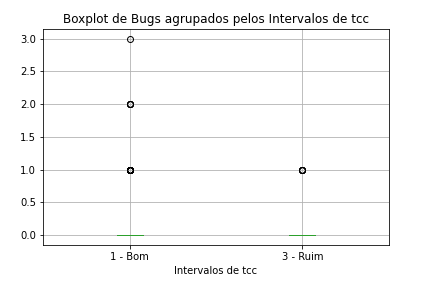 Boxplot de Bugs agrupados pelos Intervalos de tcc
3.0
2.5
2.0
1.5
1.0
0.5
0.0
1 - Bom
3 - Ruim
Intervalos de tcc